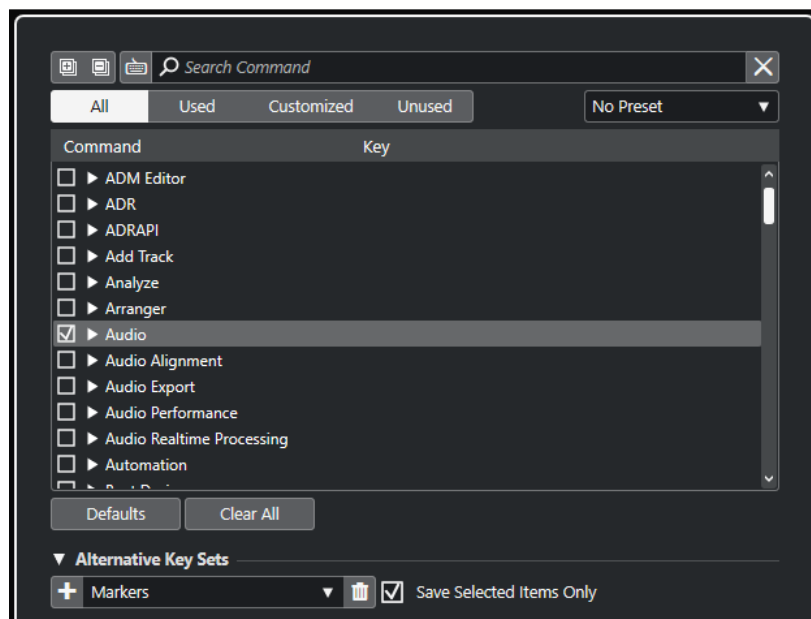 Search Command
All Used Customized Unused No Preset
Command Key
ADM Editor
ADR
ADRAPI
Add Track
Analyze
Arranger
Audio
Audio Alignment
Audio Export
Audio Performance
Audio Realtime Processing
Automation
Defaults Clear All
Alternative Key Sets
Markers Save Selected Items Only